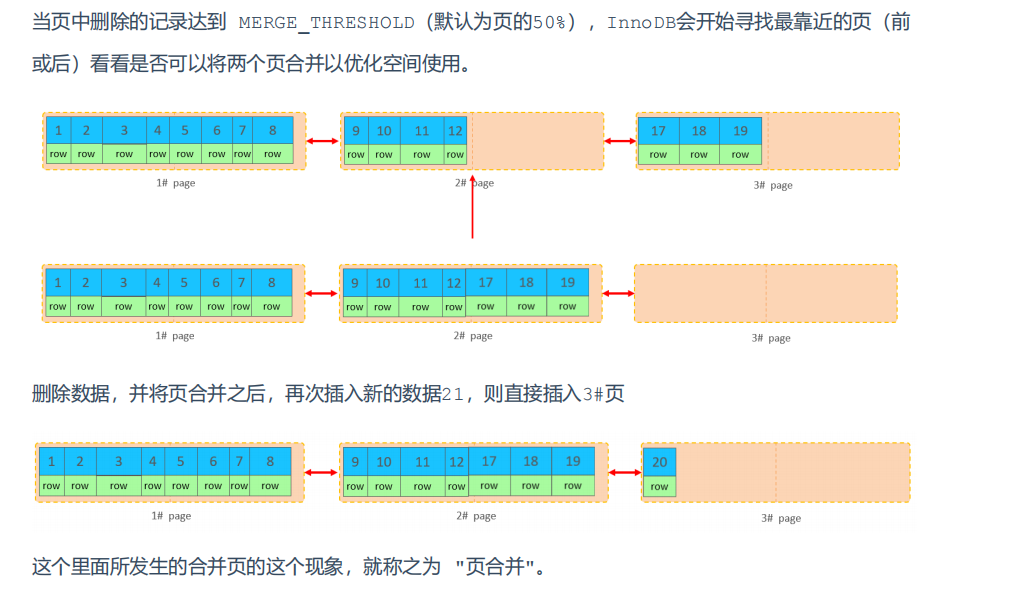 当页中删除的记录达到 MERGE_THRESHOLD（默认为页的50%），InnoDB会开始寻找最靠近的页（前
或后）看看是否可以将两个页合并以优化空间使用。
1 2 3 4 5 6 7 8 9 10 11 12 17 18 19
row row row row row row row row row row row row row row row
1# page 2# page 3# page
1 2 3 4 5 6 7 8 9 10 11 12 17 18 19
row row row row row row row row row row row row row row row
1# page 2# page 3# page
删除数据，并将页合并之后，再次插入新的数据21，则直接插入3#页
1 2 3 4 5 6 7 8 9 10 11 12 17 18 19 20
row row row row row row row row row row row row row row row row
1# page 2# page 3# page
这个里面所发生的合并页的这个现象，就称之为 "页合并"。